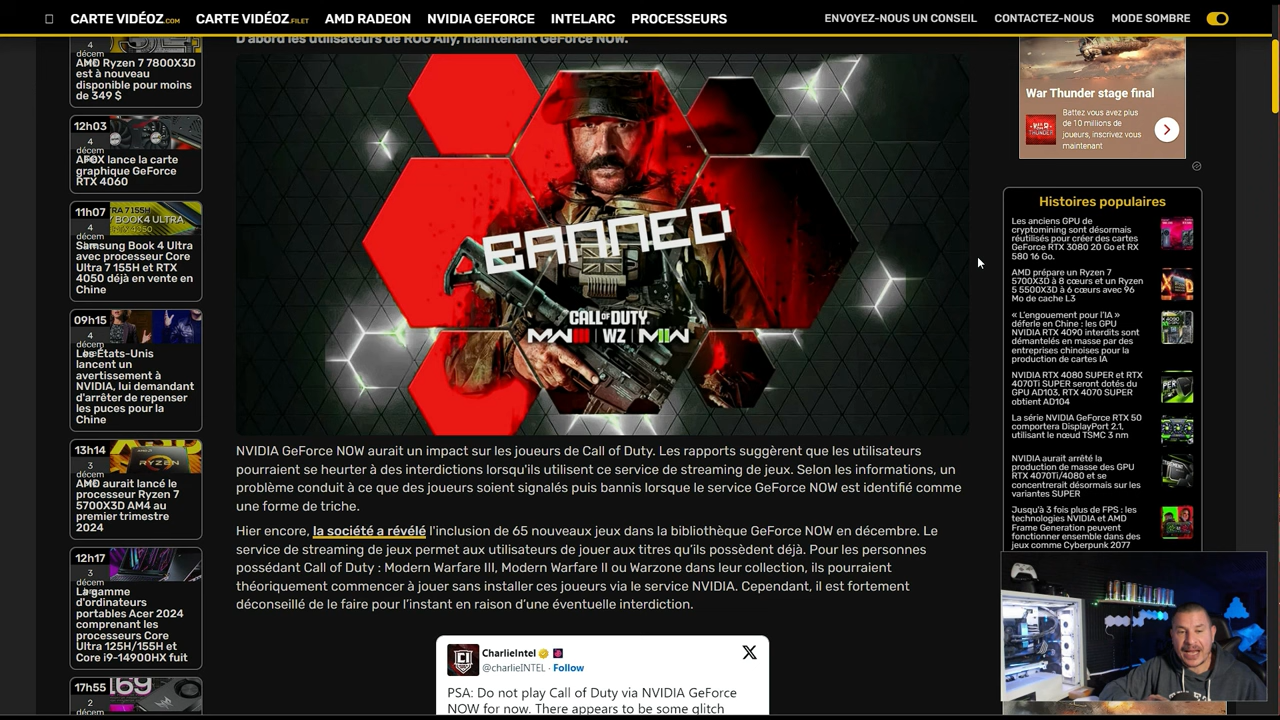 CARTE VIDÉOZ.COM
CARTE VIDÉOZ.FILET
AMD RADEON
NVIDIA GEFORCE
INTELARC
PROCESSEURS
ENVOYEZ-NOUS UN CONSEIL
CONTACTEZ-NOUS
MODE SOMBRE
4
décem
AMD Ryzen 7 7800X3D
est à nouveau
disponible pour moins
de 349 $
12h03
4
décem
AFOX lance la carte
graphique GeForce
RTX 4060
11h07
4
décem
Samsung Book 4 Ultra
avec processeur Core
Ultra 7 155H et RTX
4050 déjà en vente en
Chine
09h15
4
décem
Les États-Unis
lancent un
avertissement à
NVIDIA, lui demandant
d'arrêter de repenser
les puces pour la
Chine
13h14
3
décem
AMD aurait lancé le
processeur Ryzen 7
5700X3D AM4 au
premier trimestre
2024
12h17
3
décem
La gamme
d'ordinateurs
portables Acer 2024
comprenant les
processeurs Core
Ultra 125H/155H et
Core i9-14900HX fuit
17h55
2
décem
D'abord les utilisateurs de ROG Ally, maintenant GeForce NOW.
BANNED
CALL OF DUTY
MWIII | WZ | MWII
NVIDIA GeForce NOW aurait un impact sur les joueurs de Call of Duty. Les rapports suggèrent que les utilisateurs
pourraient se heurter à des interdictions lorsqu'ils utilisent ce service de streaming de jeux. Selon les informations, un
problème conduit à ce que des joueurs soient signalés puis bannis lorsque le service GeForce NOW est identifié comme
une forme de triche.
Hier encore, la société a révélé l'inclusion de 65 nouveaux jeux dans la bibliothèque GeForce NOW en décembre. Le
service de streaming de jeux permet aux utilisateurs de jouer aux titres qu'ils possèdent déjà. Pour les personnes
possédant Call of Duty : Modern Warfare III, Modern Warfare II ou Warzone dans leur collection, ils pourraient
théoriquement commencer à jouer sans installer ces joueurs via le service NVIDIA. Cependant, il est fortement
déconseillé de le faire pour l'instant en raison d'une éventuelle interdiction.
CharlieIntel
@charlieINTEL · Follow
PSA: Do not play Call of Duty via NVIDIA GeForce
NOW for now. There appears to be some glitch
War Thunder stage final
Battez vous avez plus
de 10 millions de
joueurs, inscrivez vous
maintenant
Histoires populaires
Les anciens GPU de
cryptomining sont désormais
réutilisés pour créer des cartes
GeForce RTX 3080 20 Go et RX
580 16 Go.
AMD prépare un Ryzen 7
5700X3D à 8 cœurs et un Ryzen
5 5500X3D à 6 cœurs avec 96
Mo de cache L3
« L'engouement pour l'IA »
déferle en Chine : les GPU
NVIDIA RTX 4090 interdits sont
démantelés en masse par des
entreprises chinoises pour la
production de cartes IA
NVIDIA RTX 4080 SUPER et RTX
4070Ti SUPER seront dotés du
GPU AD103, RTX 4070 SUPER
obtient AD104
La série NVIDIA GeForce RTX 50
comportera DisplayPort 2.1,
utilisant le nœud TSMC 3 nm
NVIDIA aurait arrêté la
production de masse des GPU
RTX 4070Ti/4080 et se
concentrerait désormais sur les
variantes SUPER
Jusqu'à 3 fois plus de FPS : les
technologies NVIDIA et AMD
Frame Generation peuvent
fonctionner ensemble dans des
jeux comme Cyberpunk 2077